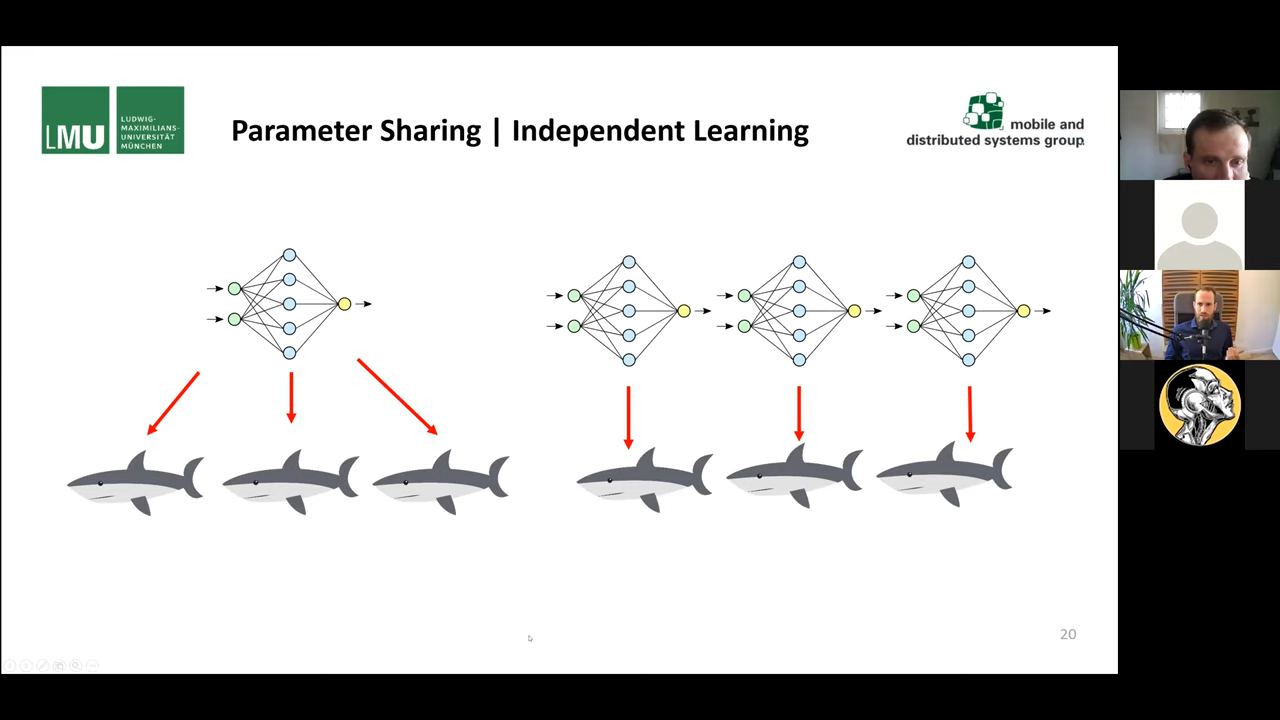 LMU
LUDWIG-
MAXIMILIANS-
UNIVERSITÄT
MÜNCHEN
Parameter Sharing | Independent Learning
mobile and
distributed systems group
20